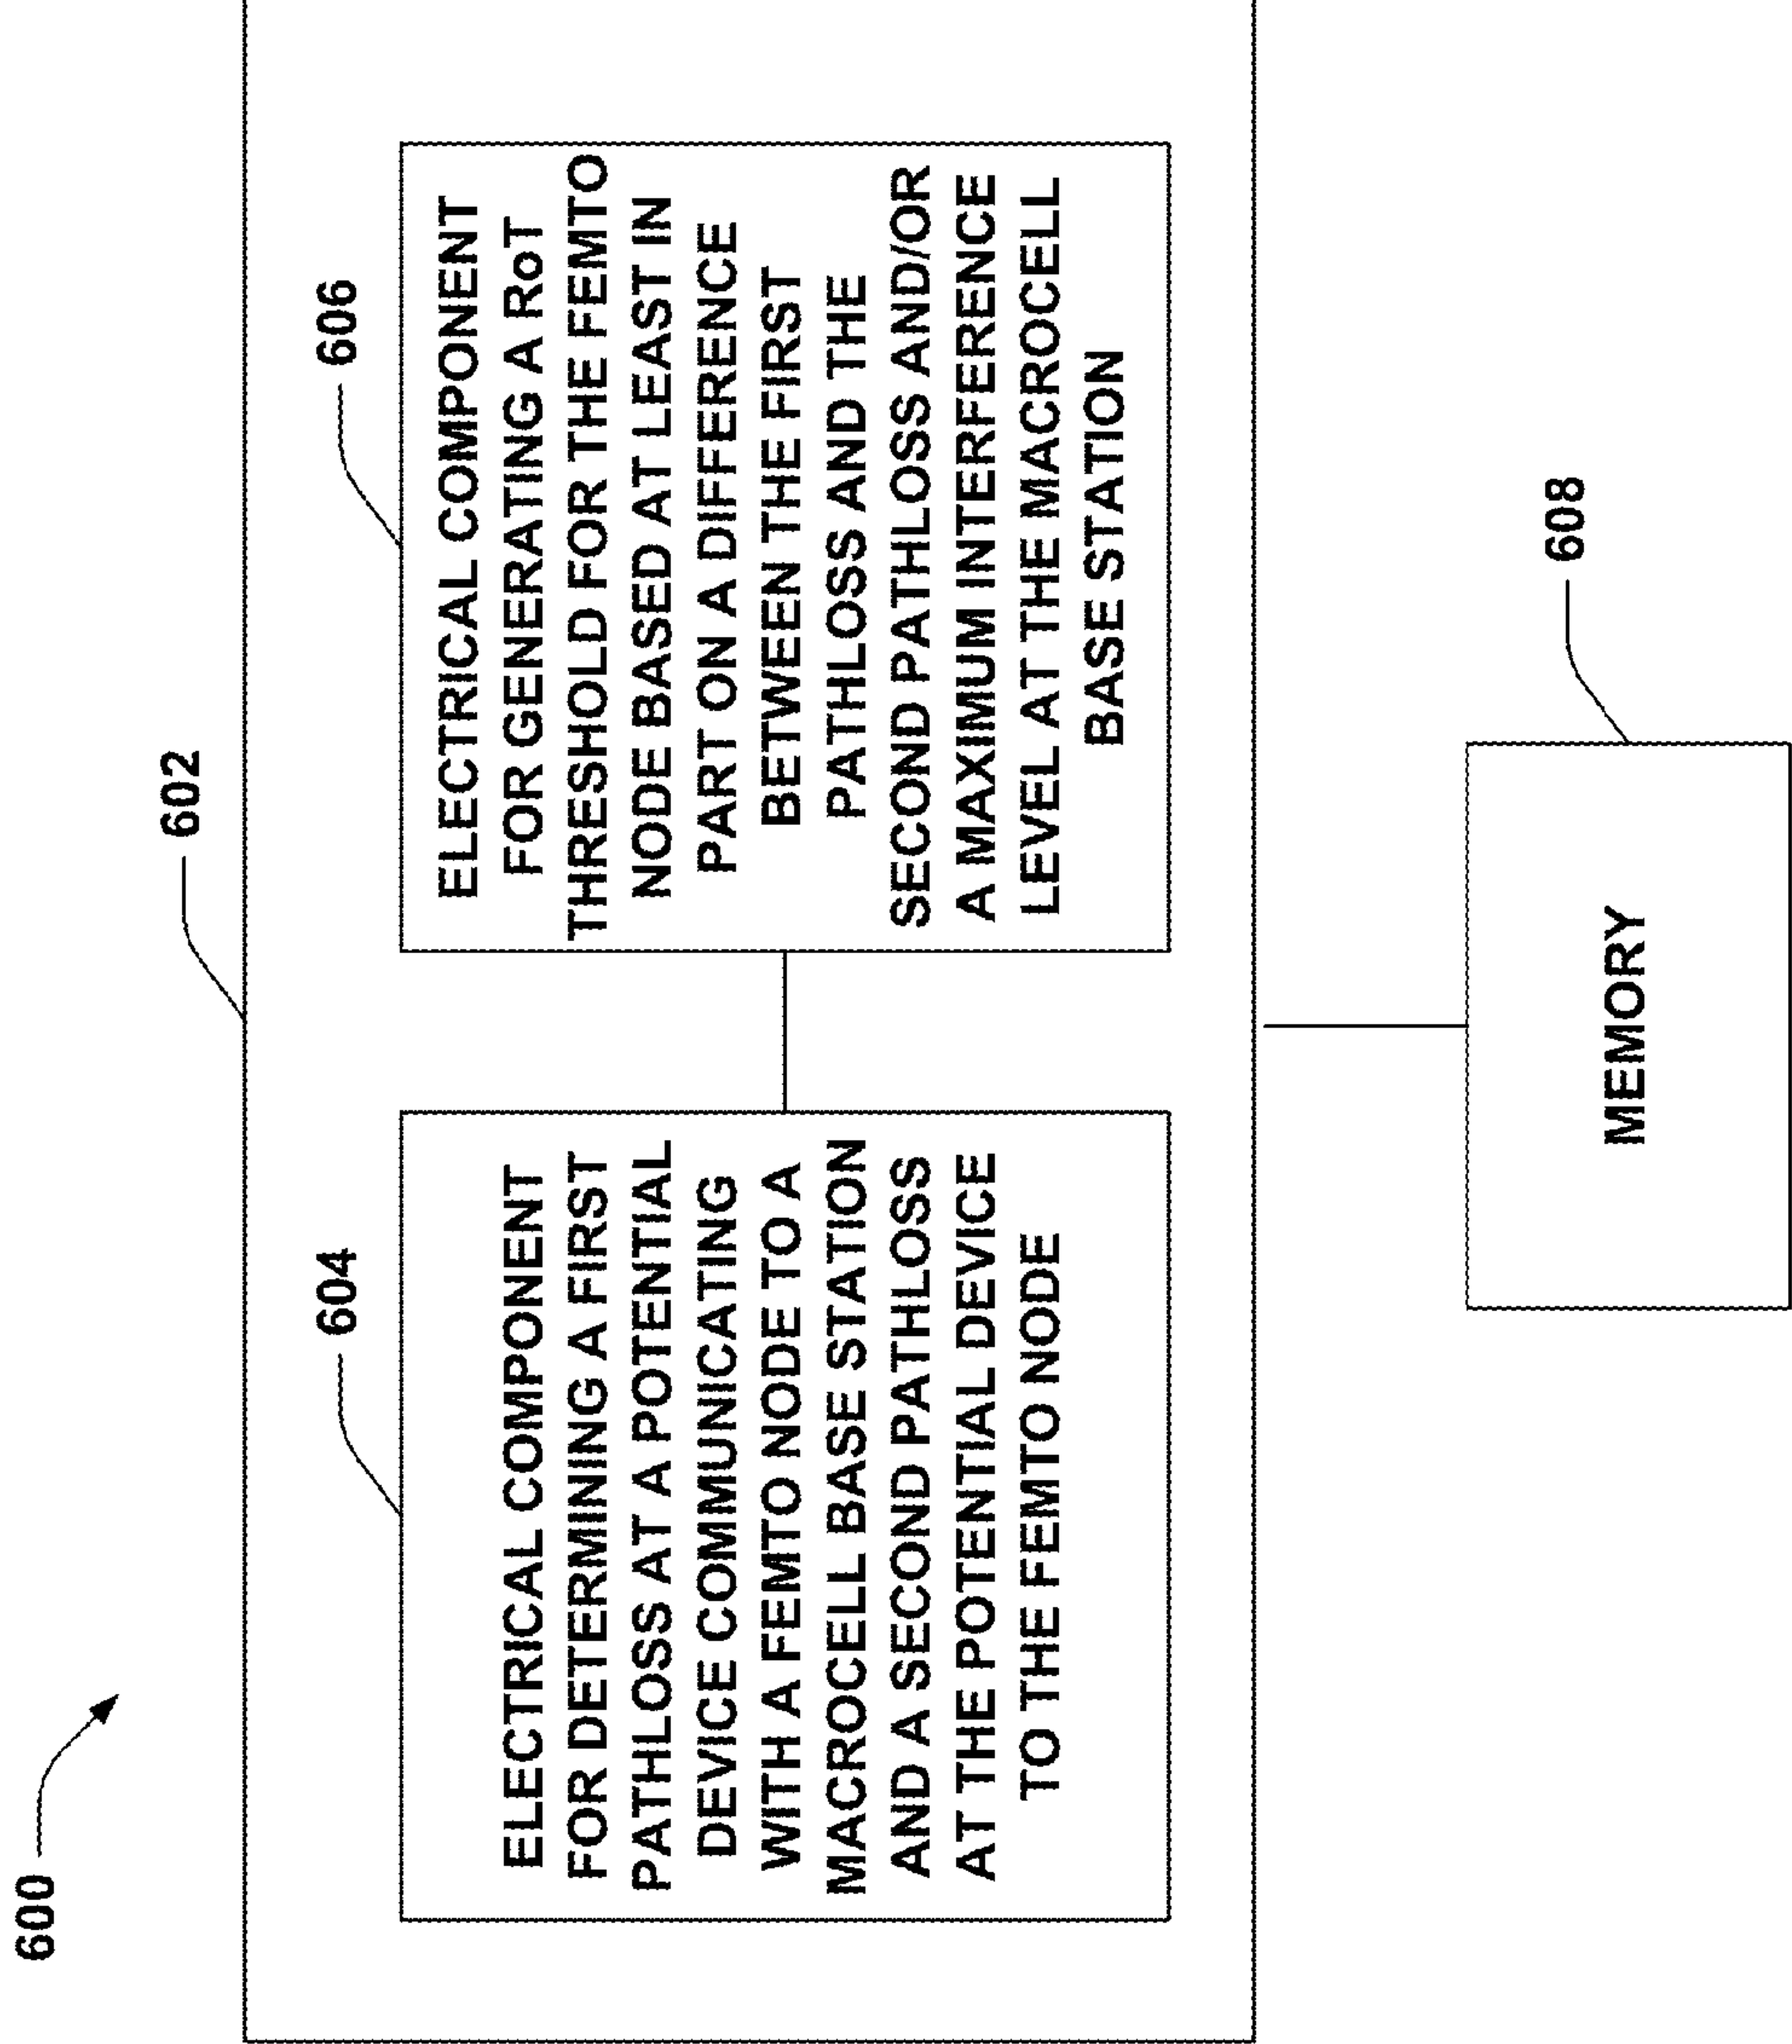 600
602
604
ELECTRICAL COMPONENT
FOR DETERMINING A FIRST
PATHLOSS AT A POTENTIAL
DEVICE COMMUNICATING
WITH A FEMTO NODE TO A
MACROCELL BASE STATION
AND A SECOND PATHLOSS
AT THE POTENTIAL DEVICE
TO THE FEMTO NODE
606
ELECTRICAL COMPONENT
FOR GENERATING A RoT
THRESHOLD FOR THE FEMTO
NODE BASED AT LEAST IN
PART ON A DIFFERENCE
BETWEEN THE FIRST
PATHLOSS AND THE
SECOND PATHLOSS AND/OR
A MAXIMUM INTERFERENCE
LEVEL AT THE MACROCELL
BASE STATION
608
MEMORY